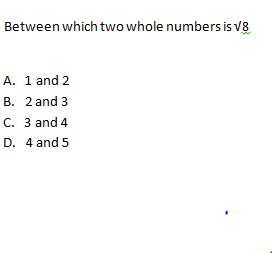 Between which two whole numbers is √8
A. 1 and 2
B. 2 and 3
C. 3 and 4
D. 4 and 5